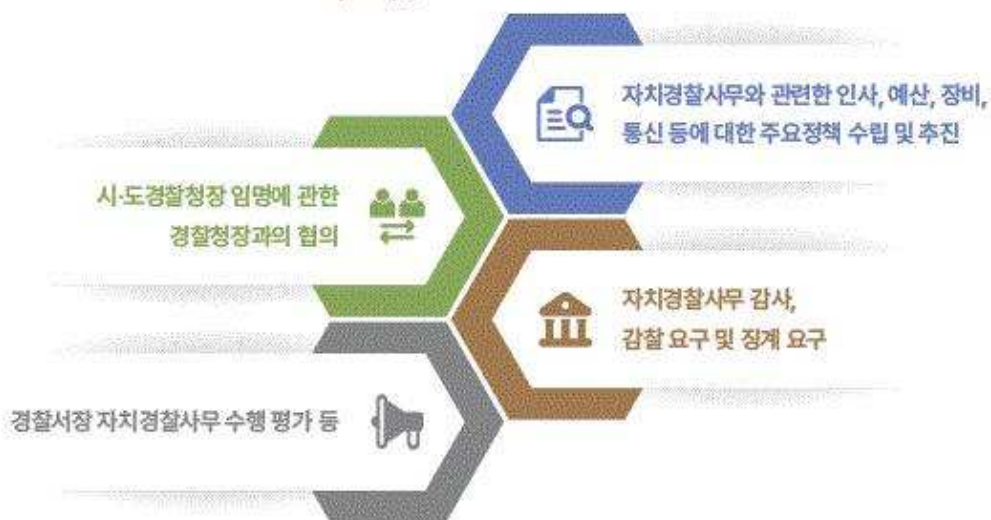 자치경찰사무와 관련한 인사, 예산, 장비,
통신 등에 대한 주요정책 수립 및 추진
시·도경찰청장 임명에 관한
경찰청장과의 협의
자치경찰사무 감사,
감찰 요구 및 징계 요구
경찰서장 자치경찰사무 수행 평가 등